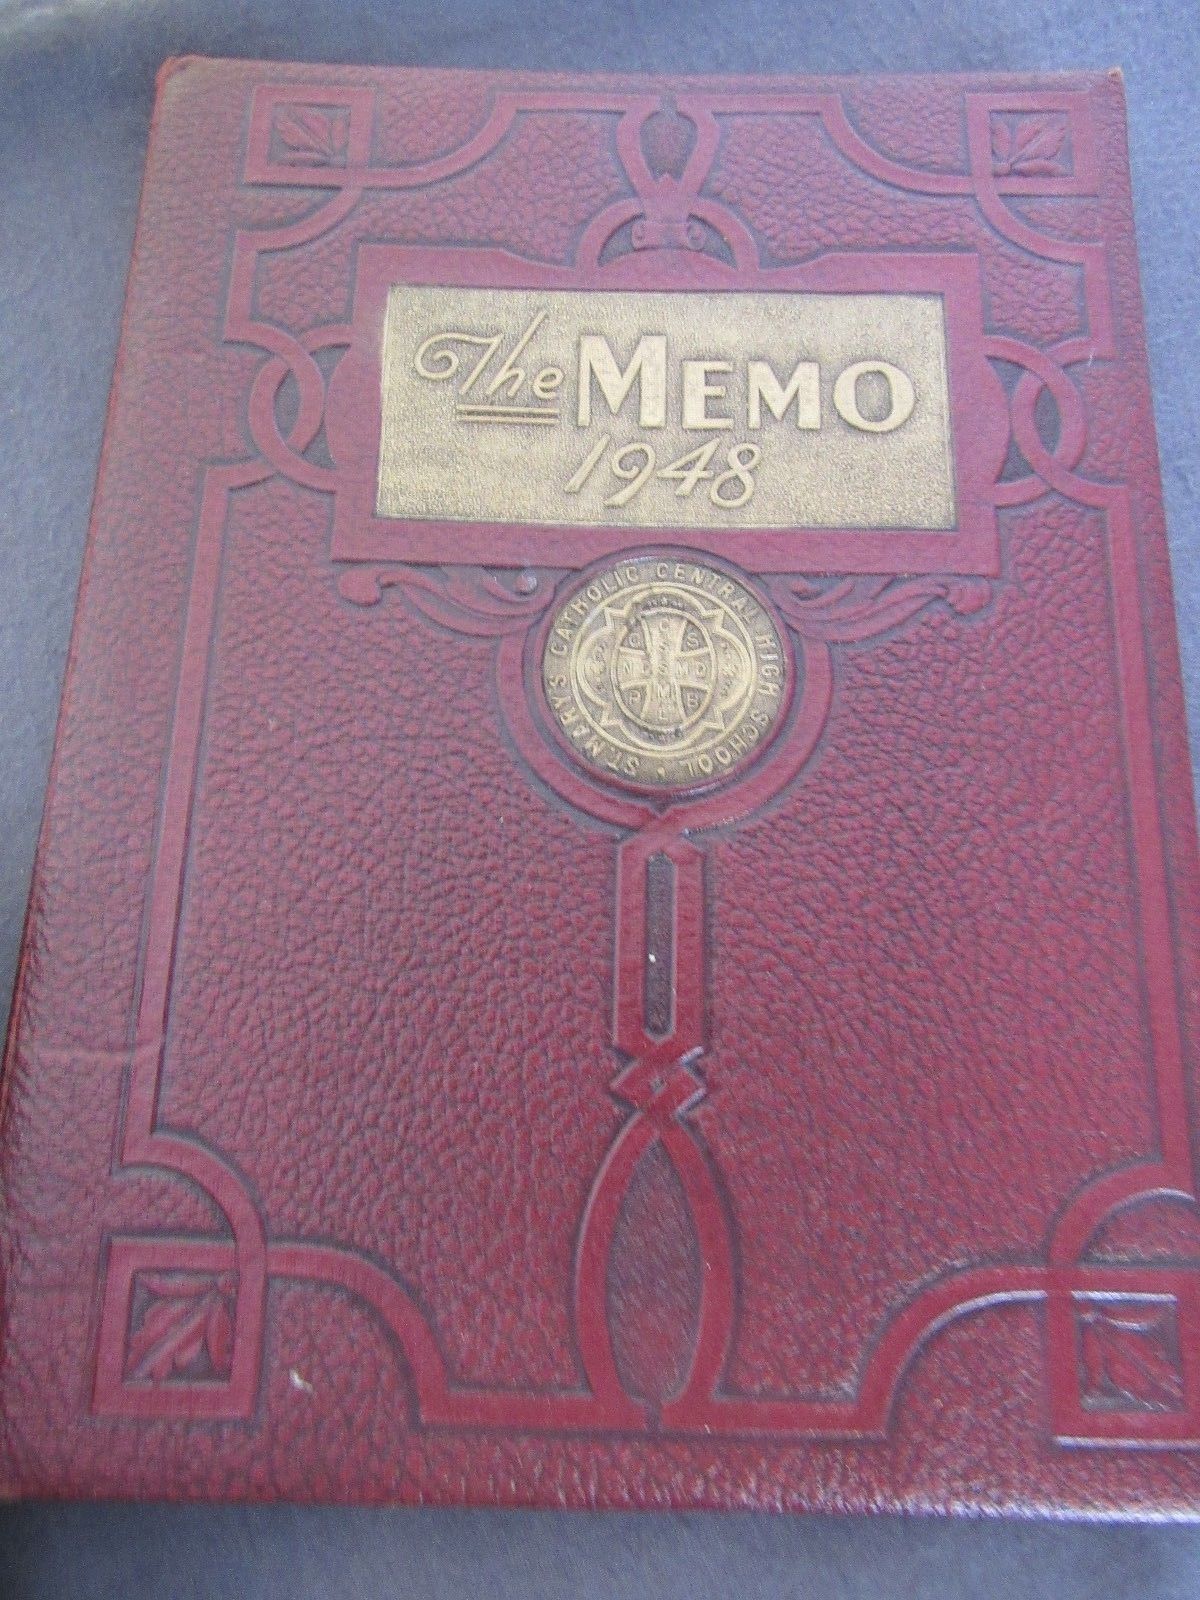 The MEMO
1948
ST. MARY'S CATHOLIC CENTRAL HIGH SCHOOL
C S
P B